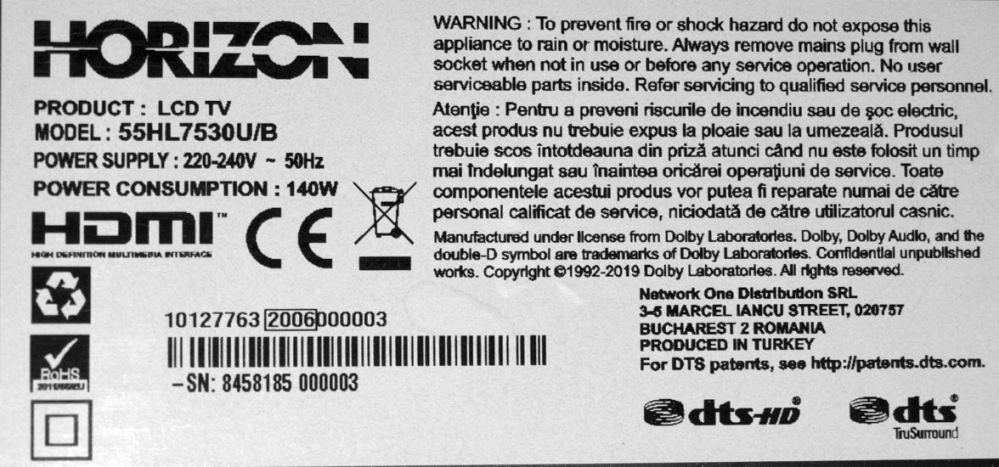 HORIZON
PRODUCT : LCD TV
MODEL : 55HL7530U/B
POWER SUPPLY : 220-240V ~ 50Hz
POWER CONSUMPTION : 140W
HDMI™
HIGH DEFINITION MULTIMEDIA INTERFACE
CE
RoHS
2011/65/EU
10127763 2006000003
-SN: 8458185 000003
WARNING : To prevent fire or shock hazard do not expose this
appliance to rain or moisture. Always remove mains plug from wall
socket when not in use or before any service operation. No user
serviceable parts inside. Refer servicing to qualified service personnel.
Atenţie : Pentru a preveni riscurile de incendiu sau de şoc electric,
acest produs nu trebuie expus la ploaie sau la umezeală. Produsul
trebuie scos întotdeauna din priză atunci când nu este folosit un timp
mai îndelungat sau înaintea oricărei operaţiuni de service. Toate
componentele acestui produs vor putea fi reparate numai de către
personal calificat de service, niciodată de către utilizatorul casnic.
Manufactured under license from Dolby Laboratories. Dolby, Dolby Audio, and the
double-D symbol are trademarks of Dolby Laboratories. Confidential unpublished
works. Copyright ©1992-2019 Dolby Laboratories. All rights reserved.
Network One Distribution SRL
3-5 MARCEL IANCU STREET, 020757
BUCHAREST 2 ROMANIA
PRODUCED IN TURKEY
For DTS patents, see http://patents.dts.com.
dts-HD®
dts®
TruSurround